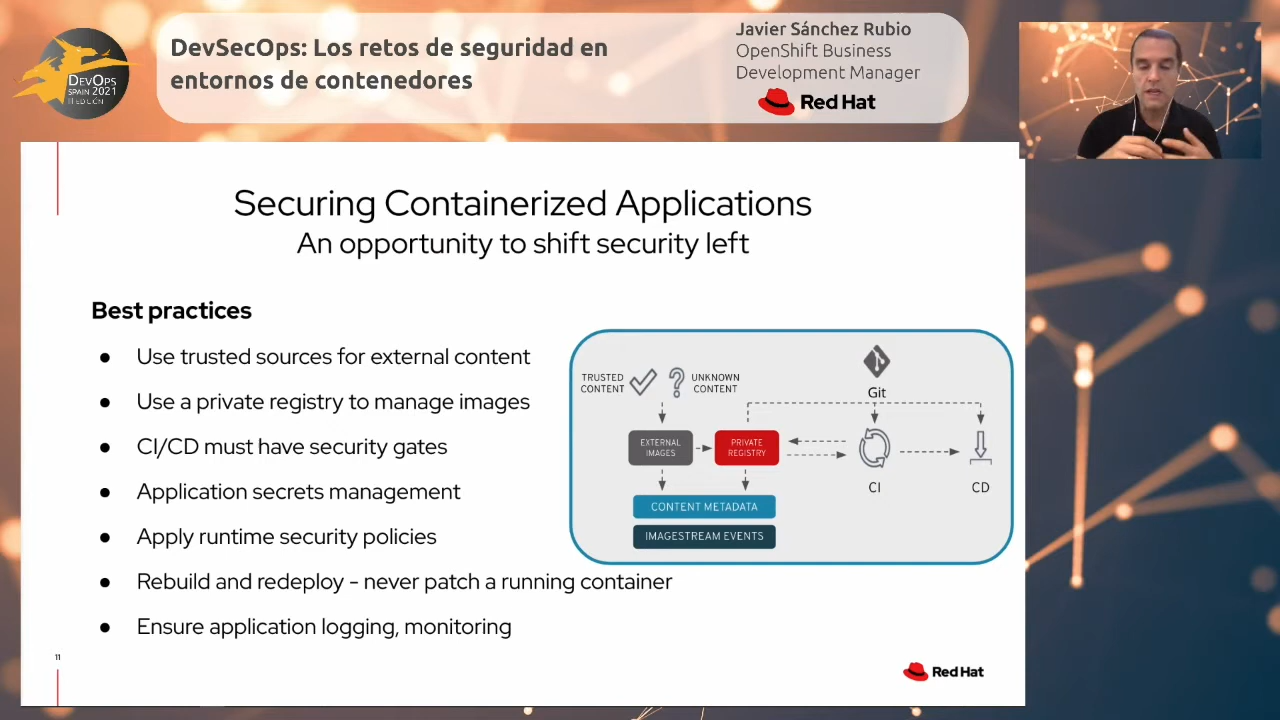 DEVOPS
SPAIN 2021
II EDICIÓN
DevSecOps: Los retos de seguridad en
entornos de contenedores
Javier Sánchez Rubio
OpenShift Business
Development Manager
Red Hat
Securing Containerized Applications
An opportunity to shift security left
Best practices
● Use trusted sources for external content
● Use a private registry to manage images
● CI/CD must have security gates
● Application secrets management
● Apply runtime security policies
● Rebuild and redeploy - never patch a running container
● Ensure application logging, monitoring
TRUSTED
CONTENT
UNKNOWN
CONTENT
Git
EXTERNAL
IMAGES
PRIVATE
REGISTRY
CI
CD
CONTENT METADATA
IMAGESTREAM EVENTS
11
Red Hat